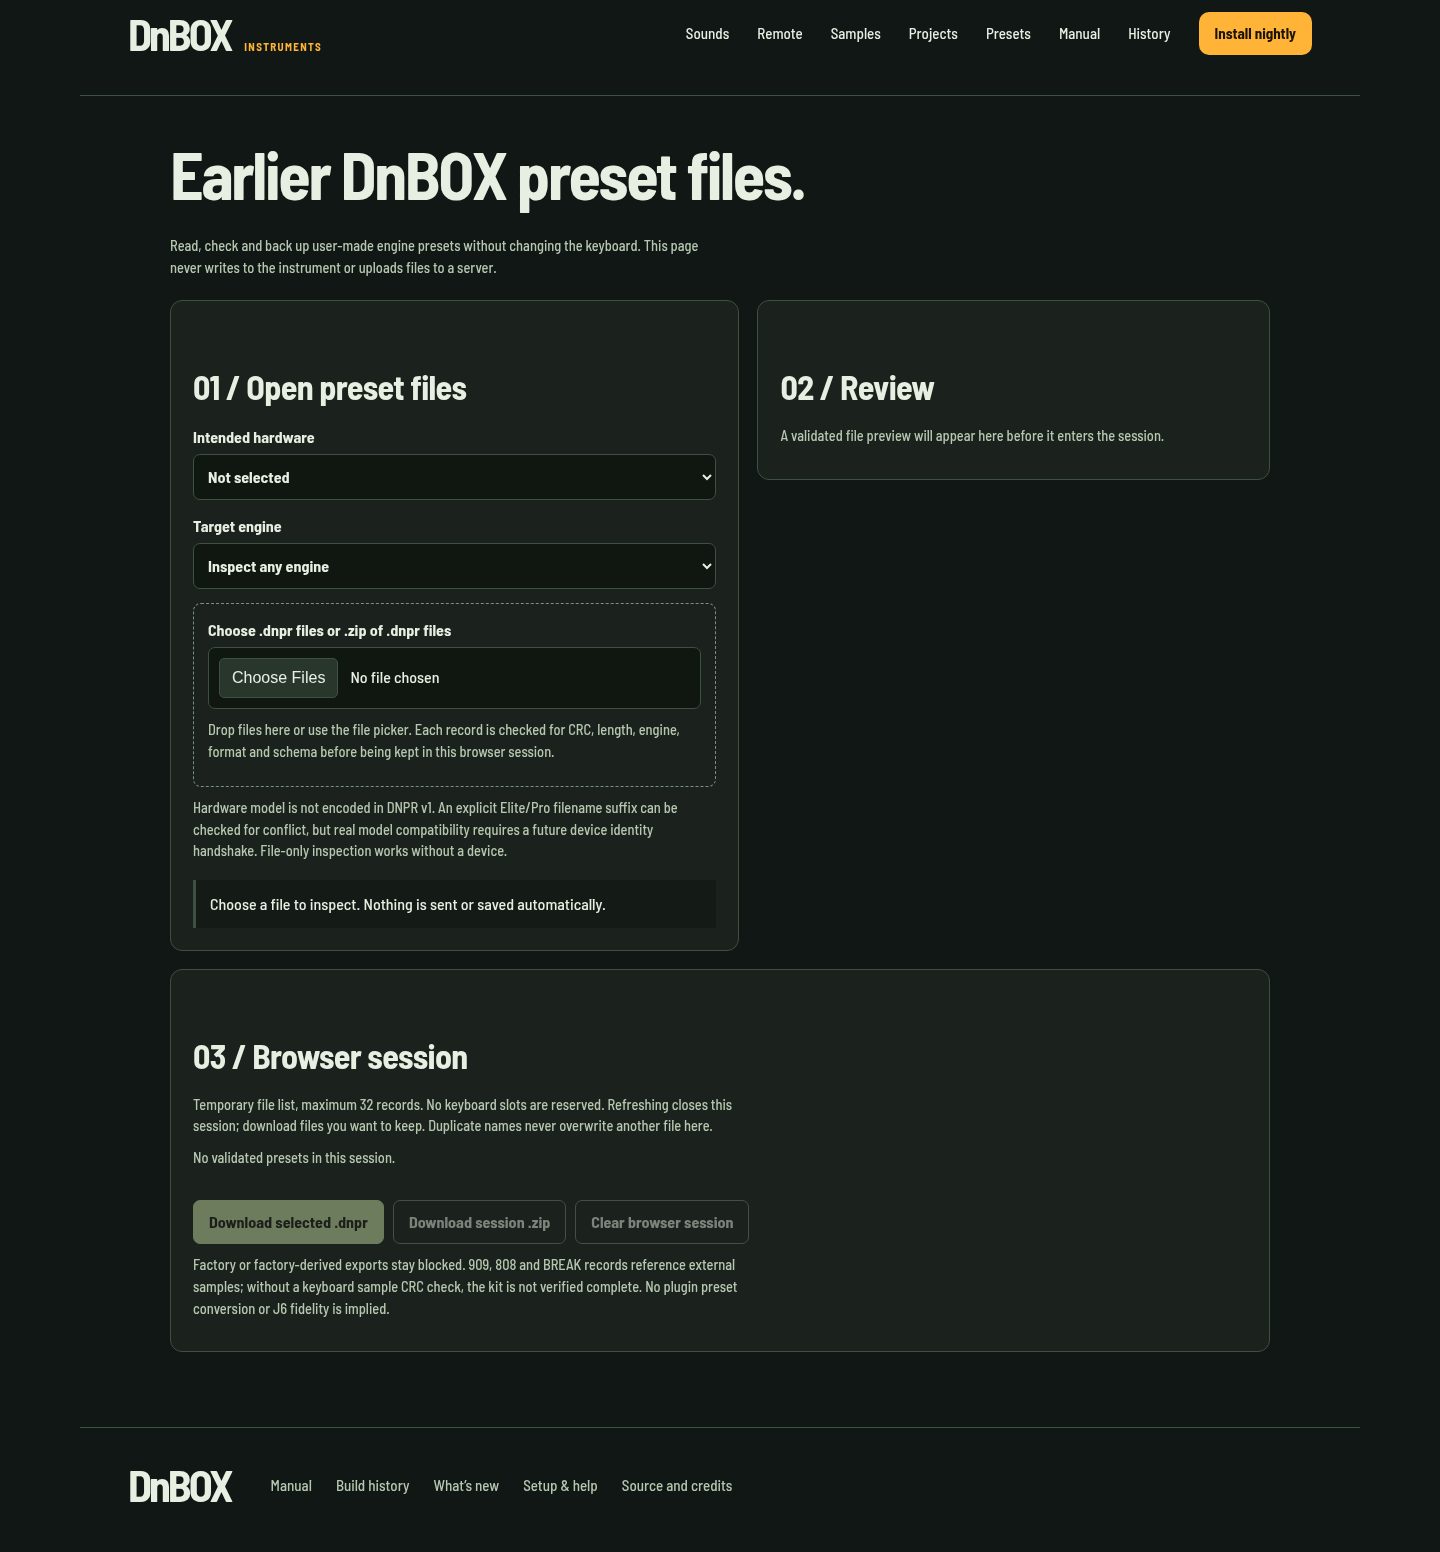 DnBOX INSTRUMENTS
Sounds Remote Samples Projects Presets Manual History Install nightly
Earlier DnBOX preset files.
Read, check and back up user-made engine presets without changing the keyboard. This page
never writes to the instrument or uploads files to a server.
01 / Open preset files
Intended hardware
Not selected
Target engine
Inspect any engine
Choose .dnpr files or .zip of .dnpr files
Choose Files No file chosen
Drop files here or use the file picker. Each record is checked for CRC, length, engine,
format and schema before being kept in this browser session.
Hardware model is not encoded in DNPR v1. An explicit Elite/Pro filename suffix can be
checked for conflict, but real model compatibility requires a future device identity
handshake. File-only inspection works without a device.
Choose a file to inspect. Nothing is sent or saved automatically.
02 / Review
A validated file preview will appear here before it enters the session.
03 / Browser session
Temporary file list, maximum 32 records. No keyboard slots are reserved. Refreshing closes this
session; download files you want to keep. Duplicate names never overwrite another file here.
No validated presets in this session.
Download selected .dnpr Download session .zip Clear browser session
Factory or factory-derived exports stay blocked. 909, 808 and BREAK records reference external
samples; without a keyboard sample CRC check, the kit is not verified complete. No plugin preset
conversion or J6 fidelity is implied.
DnBOX Manual Build history What's new Setup & help Source and credits